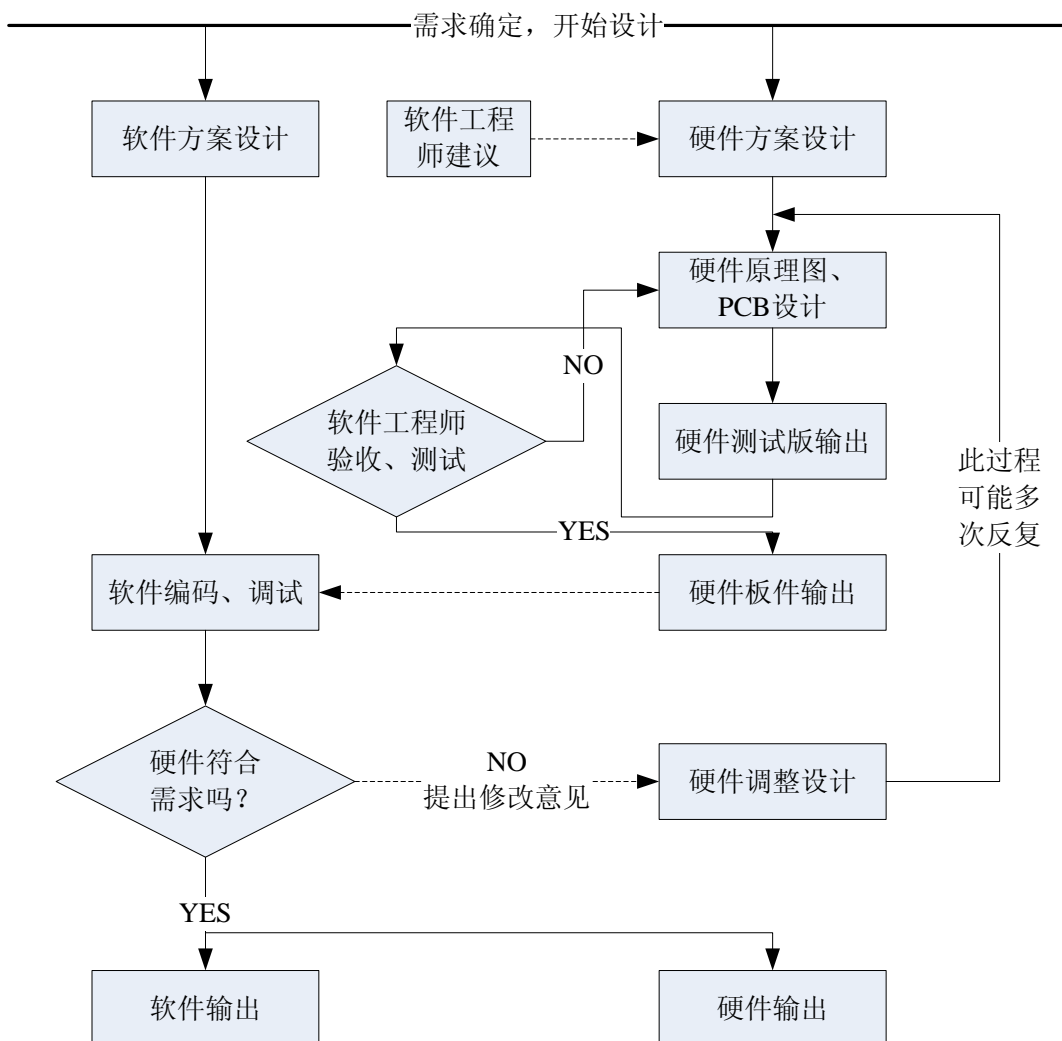 需求确定，开始设计
软件方案设计
软件工程
师建议
硬件方案设计
硬件原理图、
PCB设计
NO
软件工程师
验收、测试
硬件测试版输出
此过程
可能多
次反复
YES
软件编码、调试
硬件板件输出
硬件符合
需求吗？
NO
提出修改意见
硬件调整设计
YES
软件输出
硬件输出